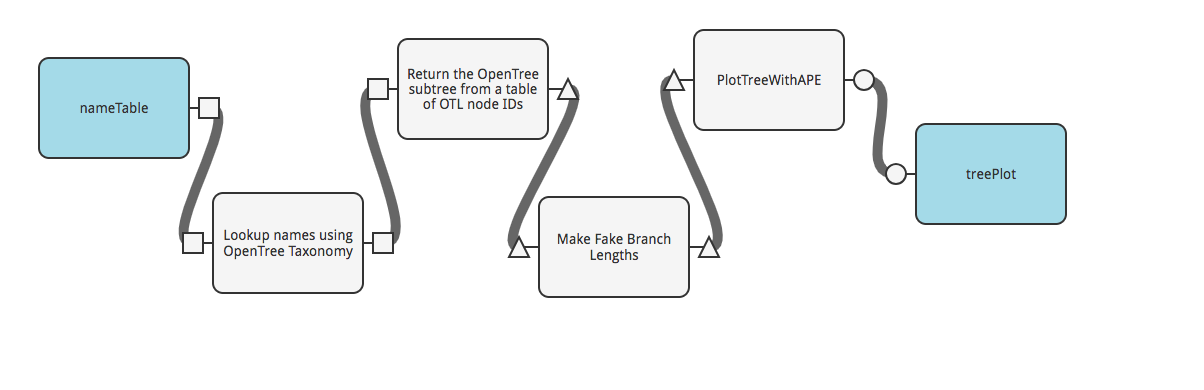 nameTable
Lookup names using
OpenTree Taxonomy
Return the OpenTree
subtree from a table
of OTL node IDs
Make Fake Branch
Lengths
PlotTreeWithAPE
treePlot